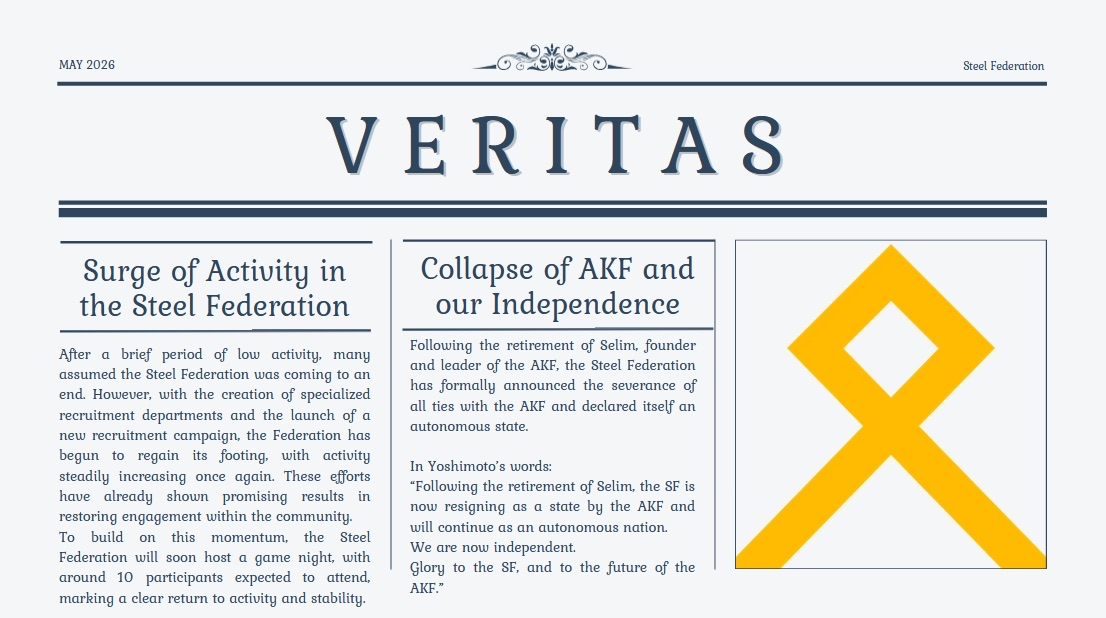 MAY 2026
Steel Federation
VERITAS
Surge of Activity in
the Steel Federation
After a brief period of low activity, many
assumed the Steel Federation was coming to an
end. However, with the creation of specialized
recruitment departments and the launch of a
new recruitment campaign, the Federation has
begun to regain its footing, with activity
steadily increasing once again. These efforts
have already shown promising results in
restoring engagement within the community.
To build on this momentum, the Steel
Federation will soon host a game night, with
around 10 participants expected to attend,
marking a clear return to activity and stability.
Collapse of AKF and
our Independence
Following the retirement of Selim, founder
and leader of the AKF, the Steel Federation
has formally announced the severance of
all ties with the AKF and declared itself an
autonomous state.
In Yoshimoto’s words:
“Following the retirement of Selim, the SF is
now resigning as a state by the AKF and
will continue as an autonomous nation.
We are now independent.
Glory to the SF, and to the future of the
AKF.”